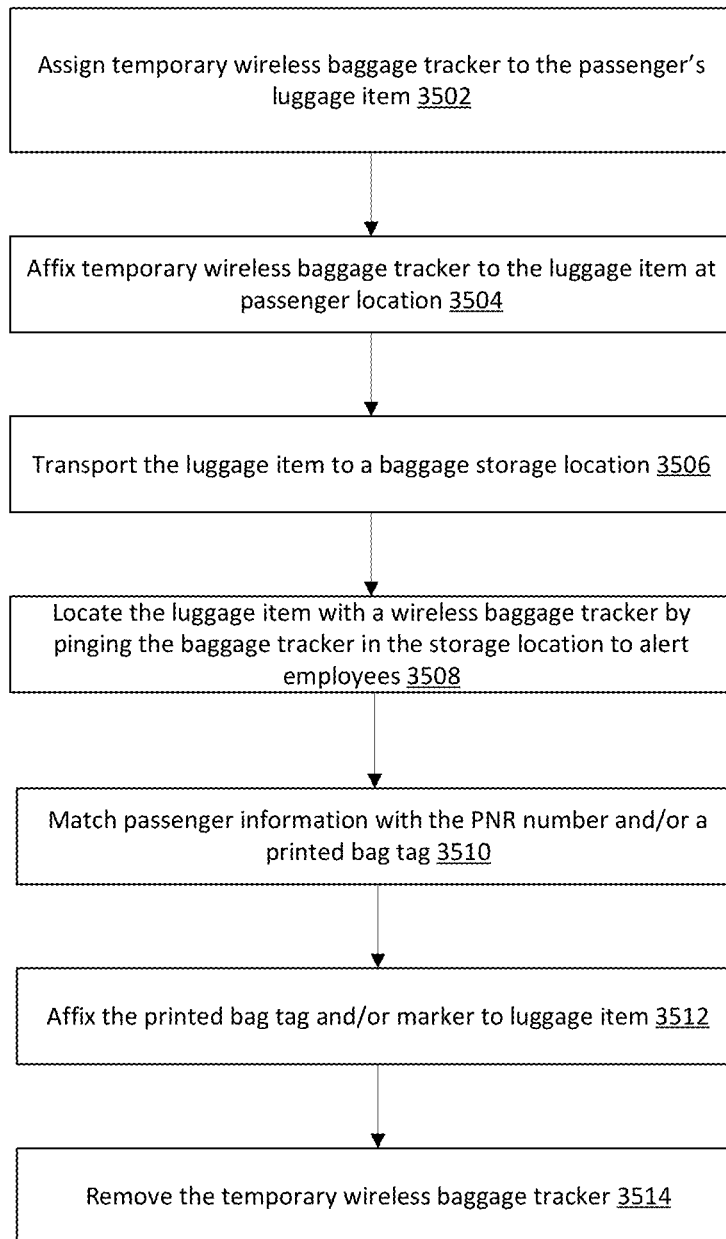 Assign temporary wireless baggage tracker to the passenger's
luggage item 3502
Affix temporary wireless baggage tracker to the luggage item at
passenger location 3504
Transport the luggage item to a baggage storage location 3506
Locate the luggage item with a wireless baggage tracker by
pinging the baggage tracker in the storage location to alert
employees 3508
Match passenger information with the PNR number and/or a
printed bag tag 3510
Affix the printed bag tag and/or marker to luggage item 3512
Remove the temporary wireless baggage tracker 3514